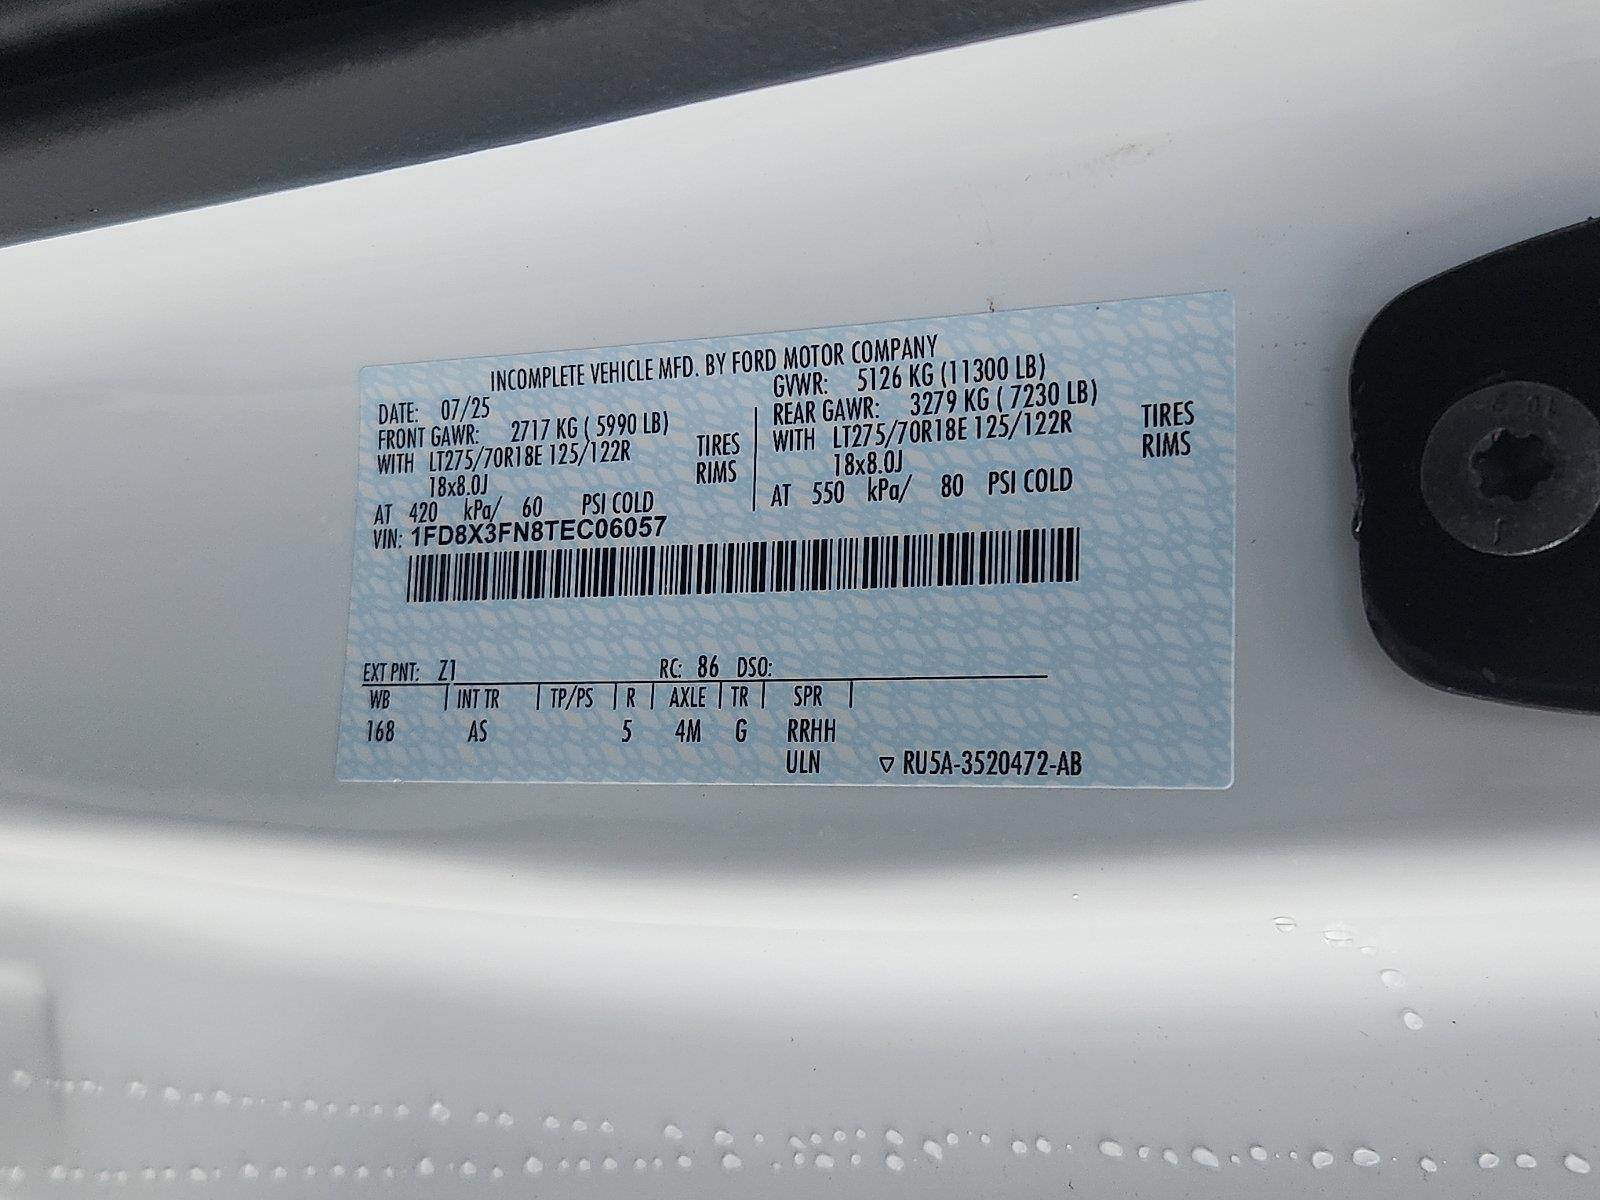 INCOMPLETE VEHICLE MFD. BY FORD MOTOR COMPANY
DATE: 07/25 GVWR: 5126 KG (11300 LB)
FRONT GAWR: 2717 KG ( 5990 LB) REAR GAWR: 3279 KG ( 7230 LB)
WITH LT275/70R18E 125/122R TIRES WITH LT275/70R18E 125/122R TIRES
18x8.0J RIMS 18x8.0J RIMS
AT 420 kPa/ 60 PSI COLD AT 550 kPa/ 80 PSI COLD
VIN: 1FD8X3FN8TEC06057
EXT PNT: Z1 RC: 86 DSO:
WB INT TR TP/PS R AXLE TR SPR
168 AS 5 4M G RRHH
ULN ▽ RU5A-3520472-AB